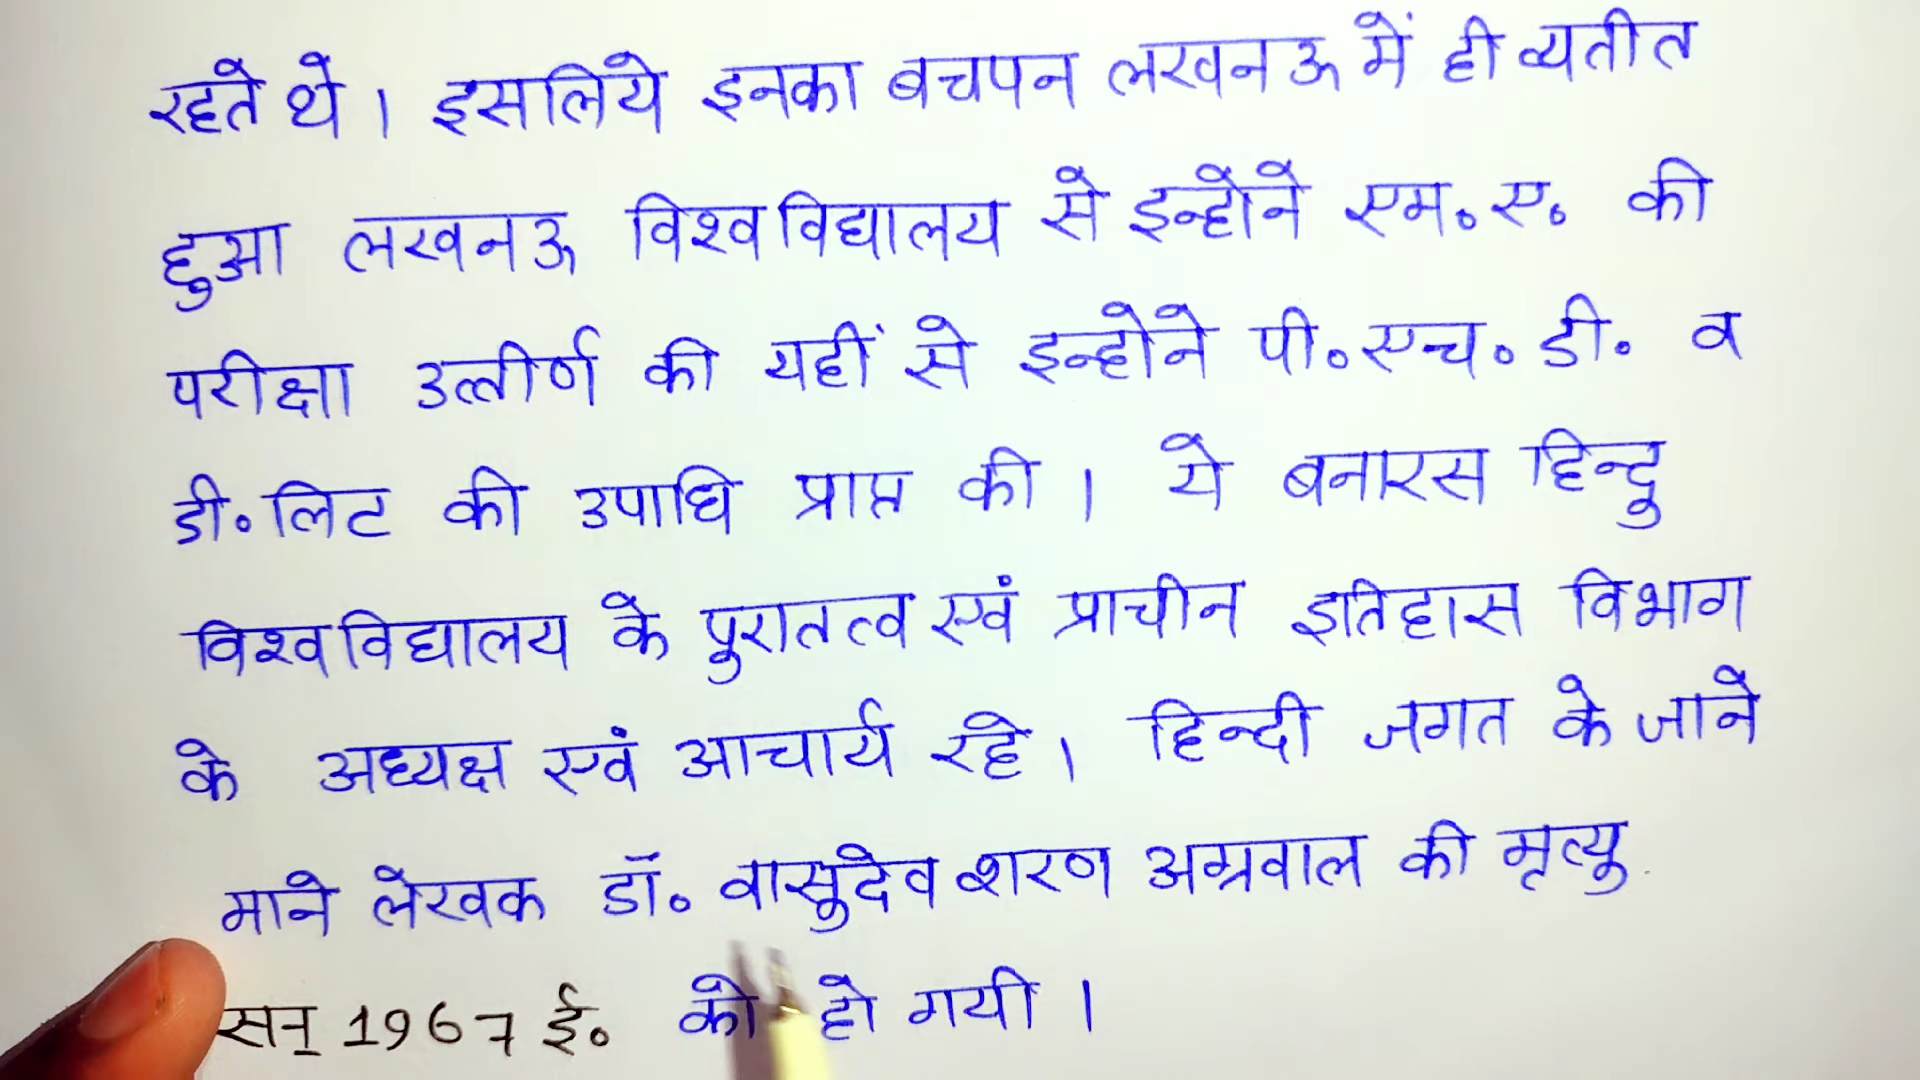 रहते थे। इसलिये इनका बचपन लखनऊ में ही व्यतीत
हुआ लखनऊ विश्वविद्यालय से इन्होने एम॰ए॰ की
परीक्षा उत्तीर्ण की यहीं से इन्होने पी॰एच॰डी॰ व
डी॰लिट की उपाधि प्राप्त की। ये बनारस हिन्दु
विश्वविद्यालय के पुरातत्व एवं प्राचीन इतिहास विभाग
के अध्यक्ष एवं आचार्य रहे। हिन्दी जगत के जाने
माने लेखक डॉ॰ वासुदेव शरण अग्रवाल की मृत्यु
सन् 1967 ई॰ को हो गयी।